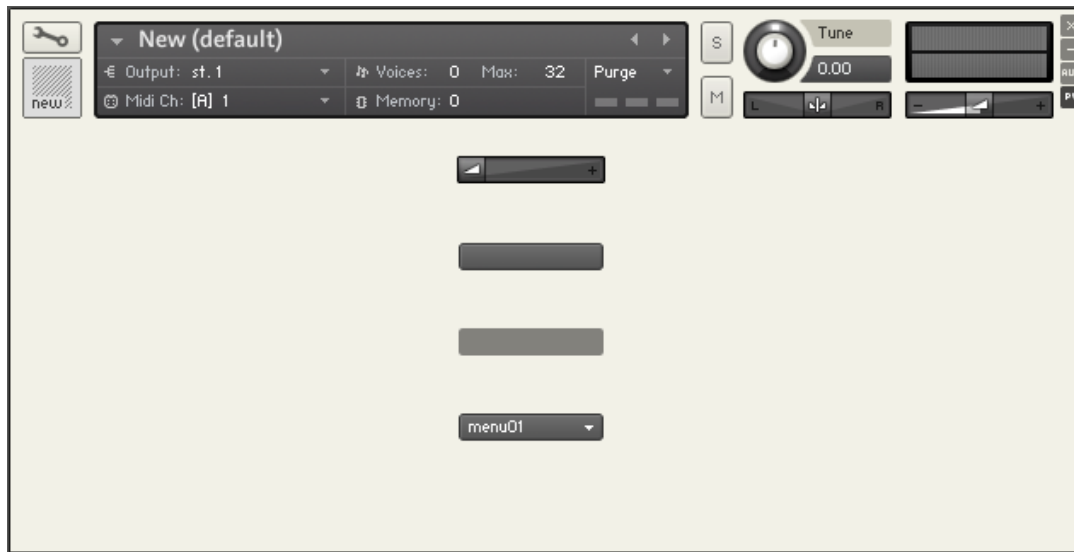 New (default)
S
Tune
Output: st.1
Voices: 0 Max: 32
Purge
0.00
new
Midi Ch: [A] 1
Memory: 0
M
L R
- +
+
menu01